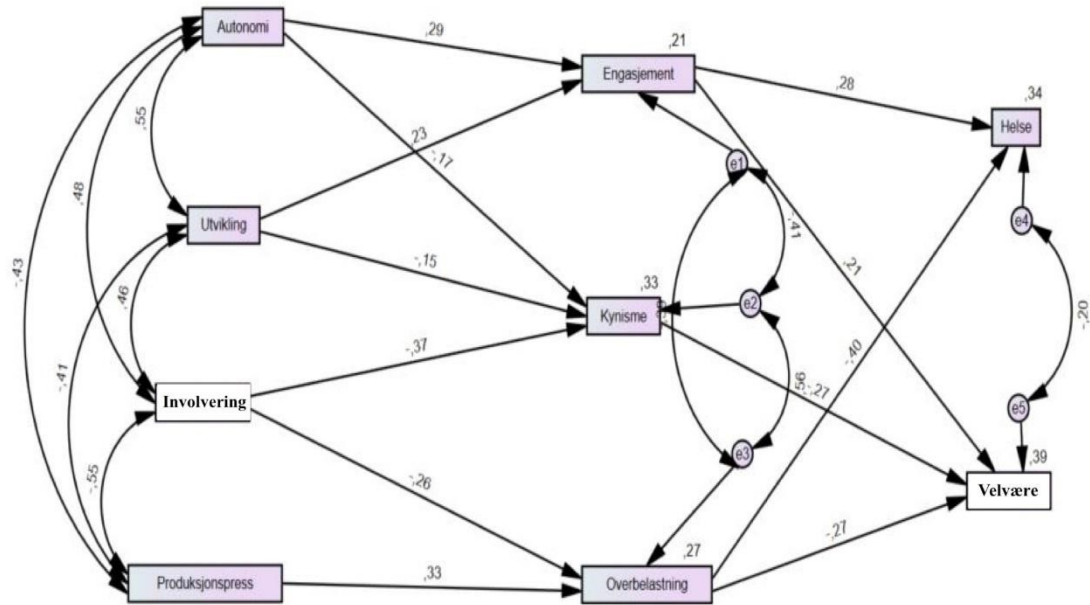 Autonomi
,29
,21
Engasjement
,28
,34
Helse
,55
,23
-,17
e1
,48
Utvikling
-,41
e4
-,43
-,15
,21
,33
Kynisme
e2
,46
-,20
-,37
-,40
-,41
Involvering
,56
-,27
e5
e3
,39
Velvære
-,55
-,26
-,27
,27
Produksjonspress
,33
Overbelastning